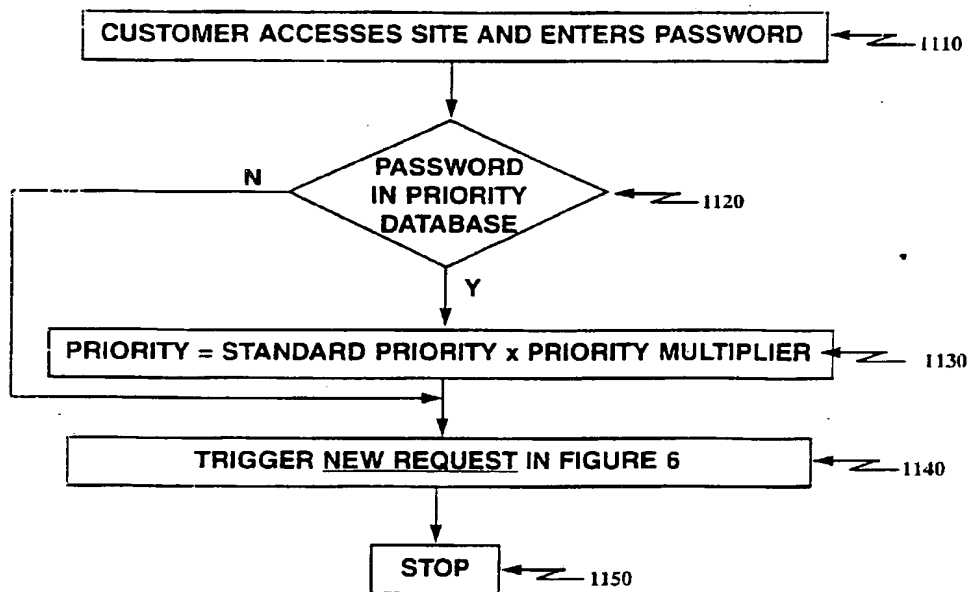 CUSTOMER ACCESSES SITE AND ENTERS PASSWORD
1110
PASSWORD
IN PRIORITY
DATABASE
1120
N
Y
PRIORITY = STANDARD PRIORITY x PRIORITY MULTIPLIER
1130
TRIGGER NEW REQUEST IN FIGURE 6
1140
STOP
1150